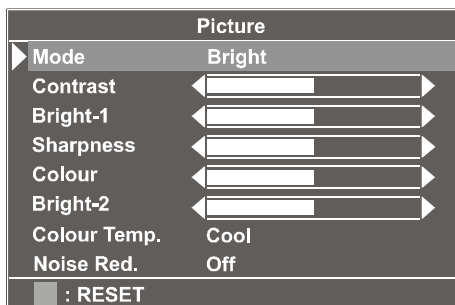 Picture
Mode Bright
Contrast
Bright-1
Sharpness
Colour
Bright-2
Colour Temp. Cool
Noise Red. Off
: RESET